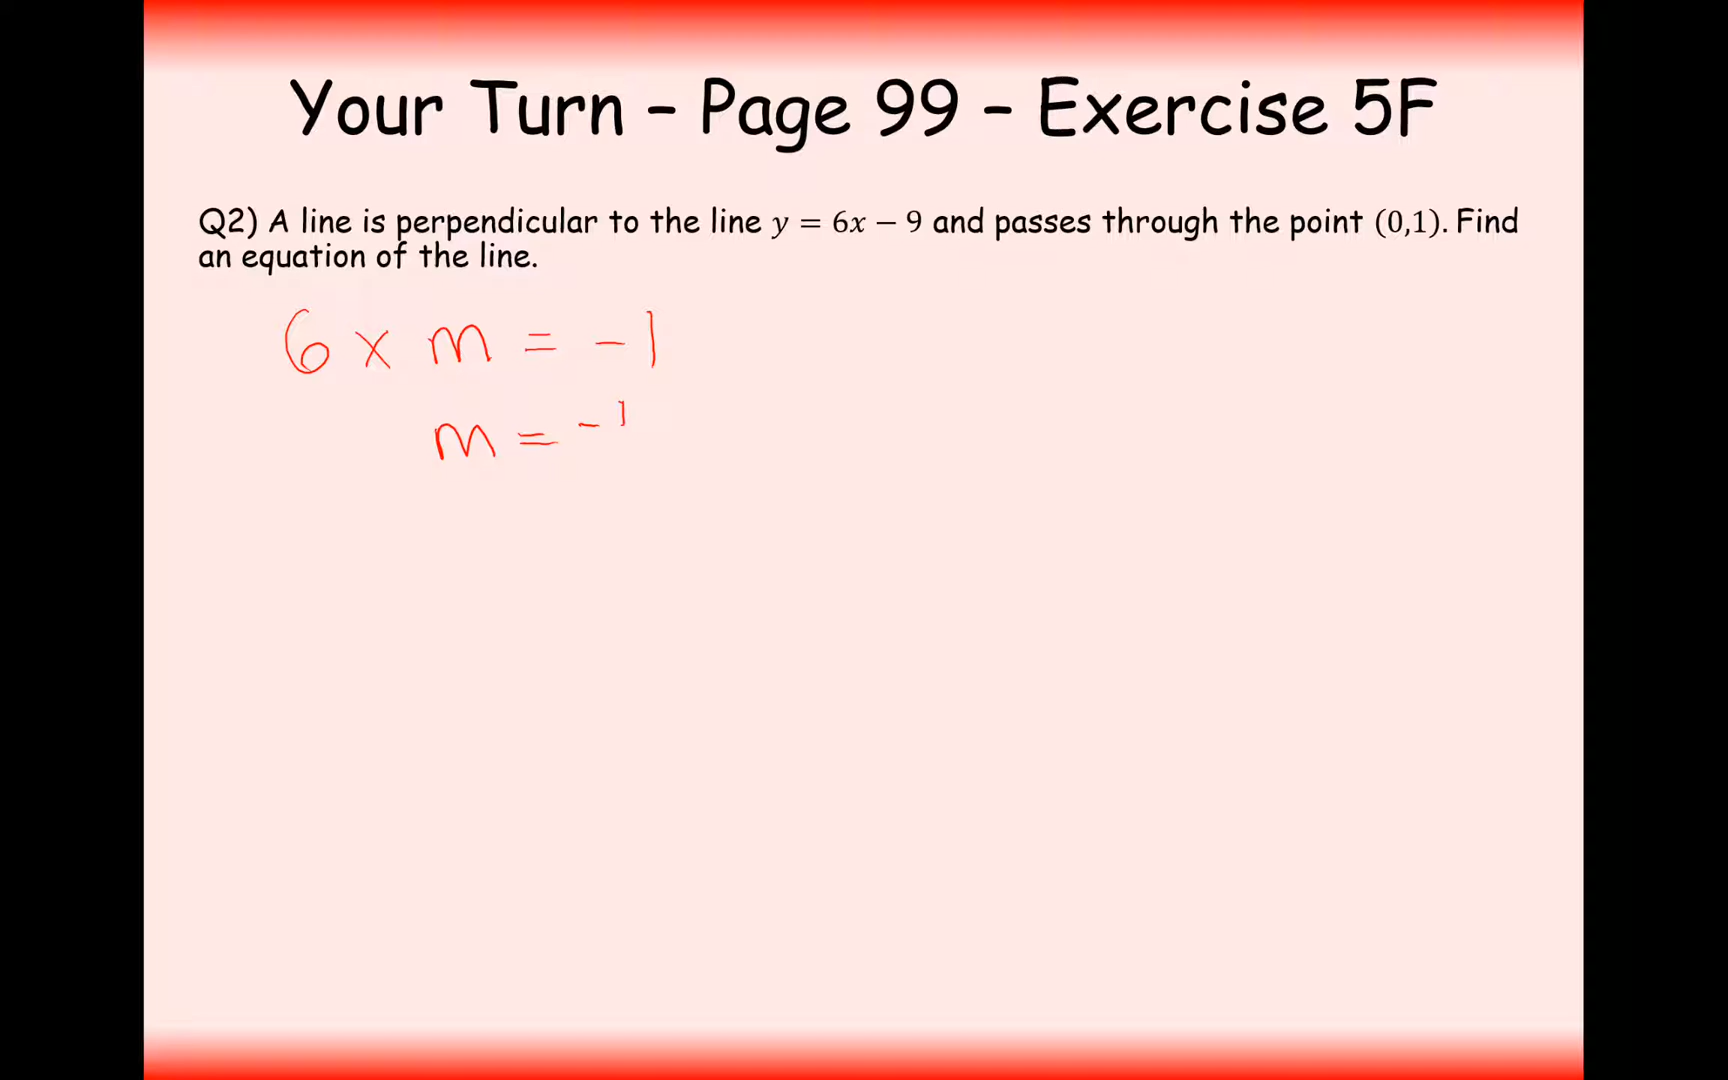 Your Turn – Page 99 – Exercise 5F
Q2) A line is perpendicular to the line y = 6x − 9 and passes through the point (0,1). Find
an equation of the line.
6 x m = -1
m = -1